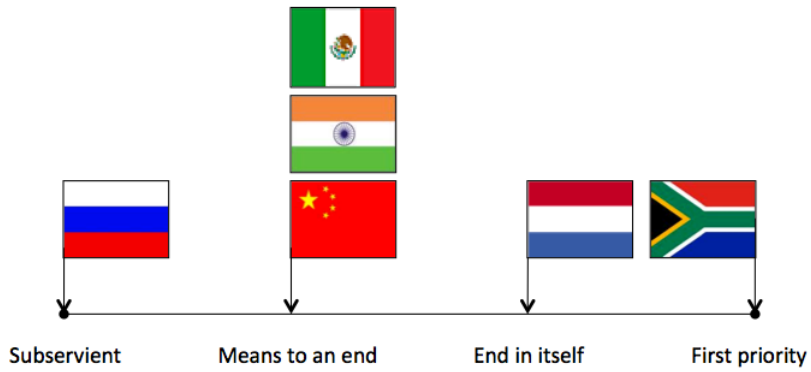 Subservient
Means to an end
End in itself
First priority